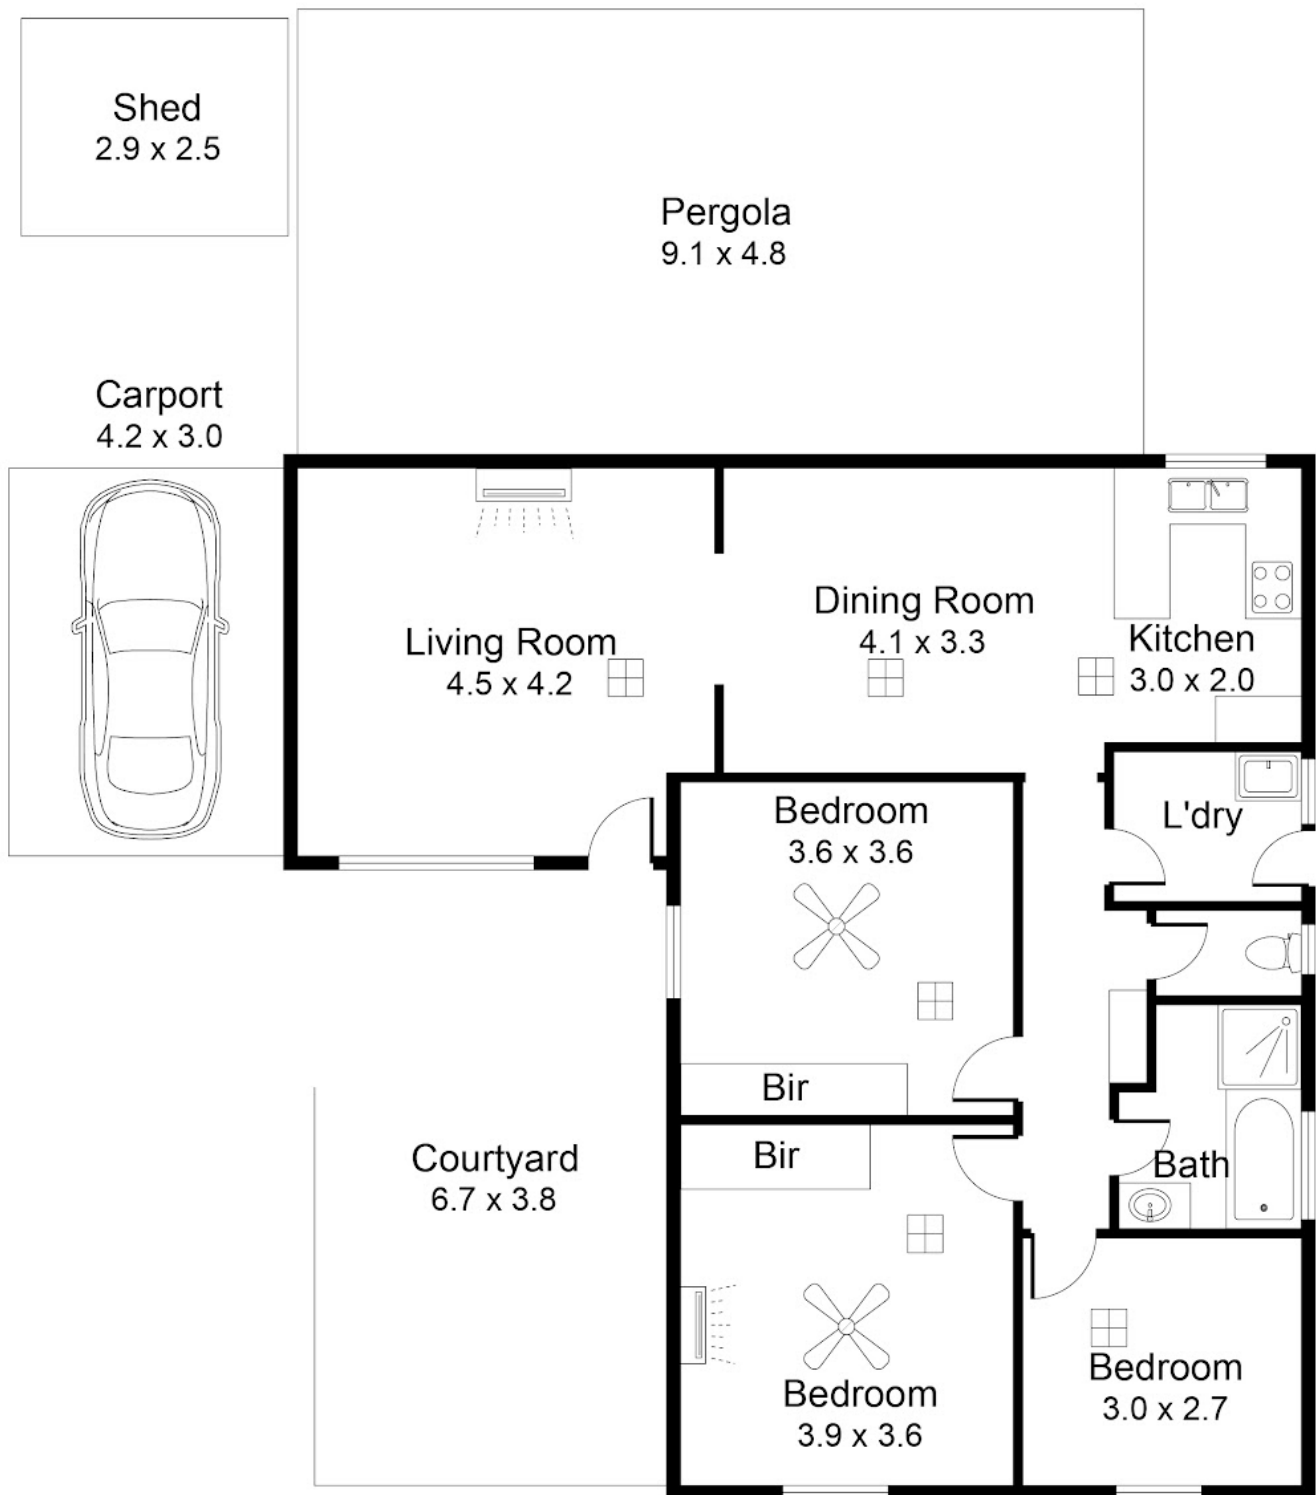 Shed
2.9 x 2.5
Pergola
9.1 x 4.8
Carport
4.2 x 3.0
Living Room
4.5 x 4.2
Dining Room
4.1 x 3.3
Kitchen
3.0 x 2.0
L'dry
Bedroom
3.6 x 3.6
Bir
Bir
Courtyard
6.7 x 3.8
Bath
Bedroom
3.9 x 3.6
Bedroom
3.0 x 2.7